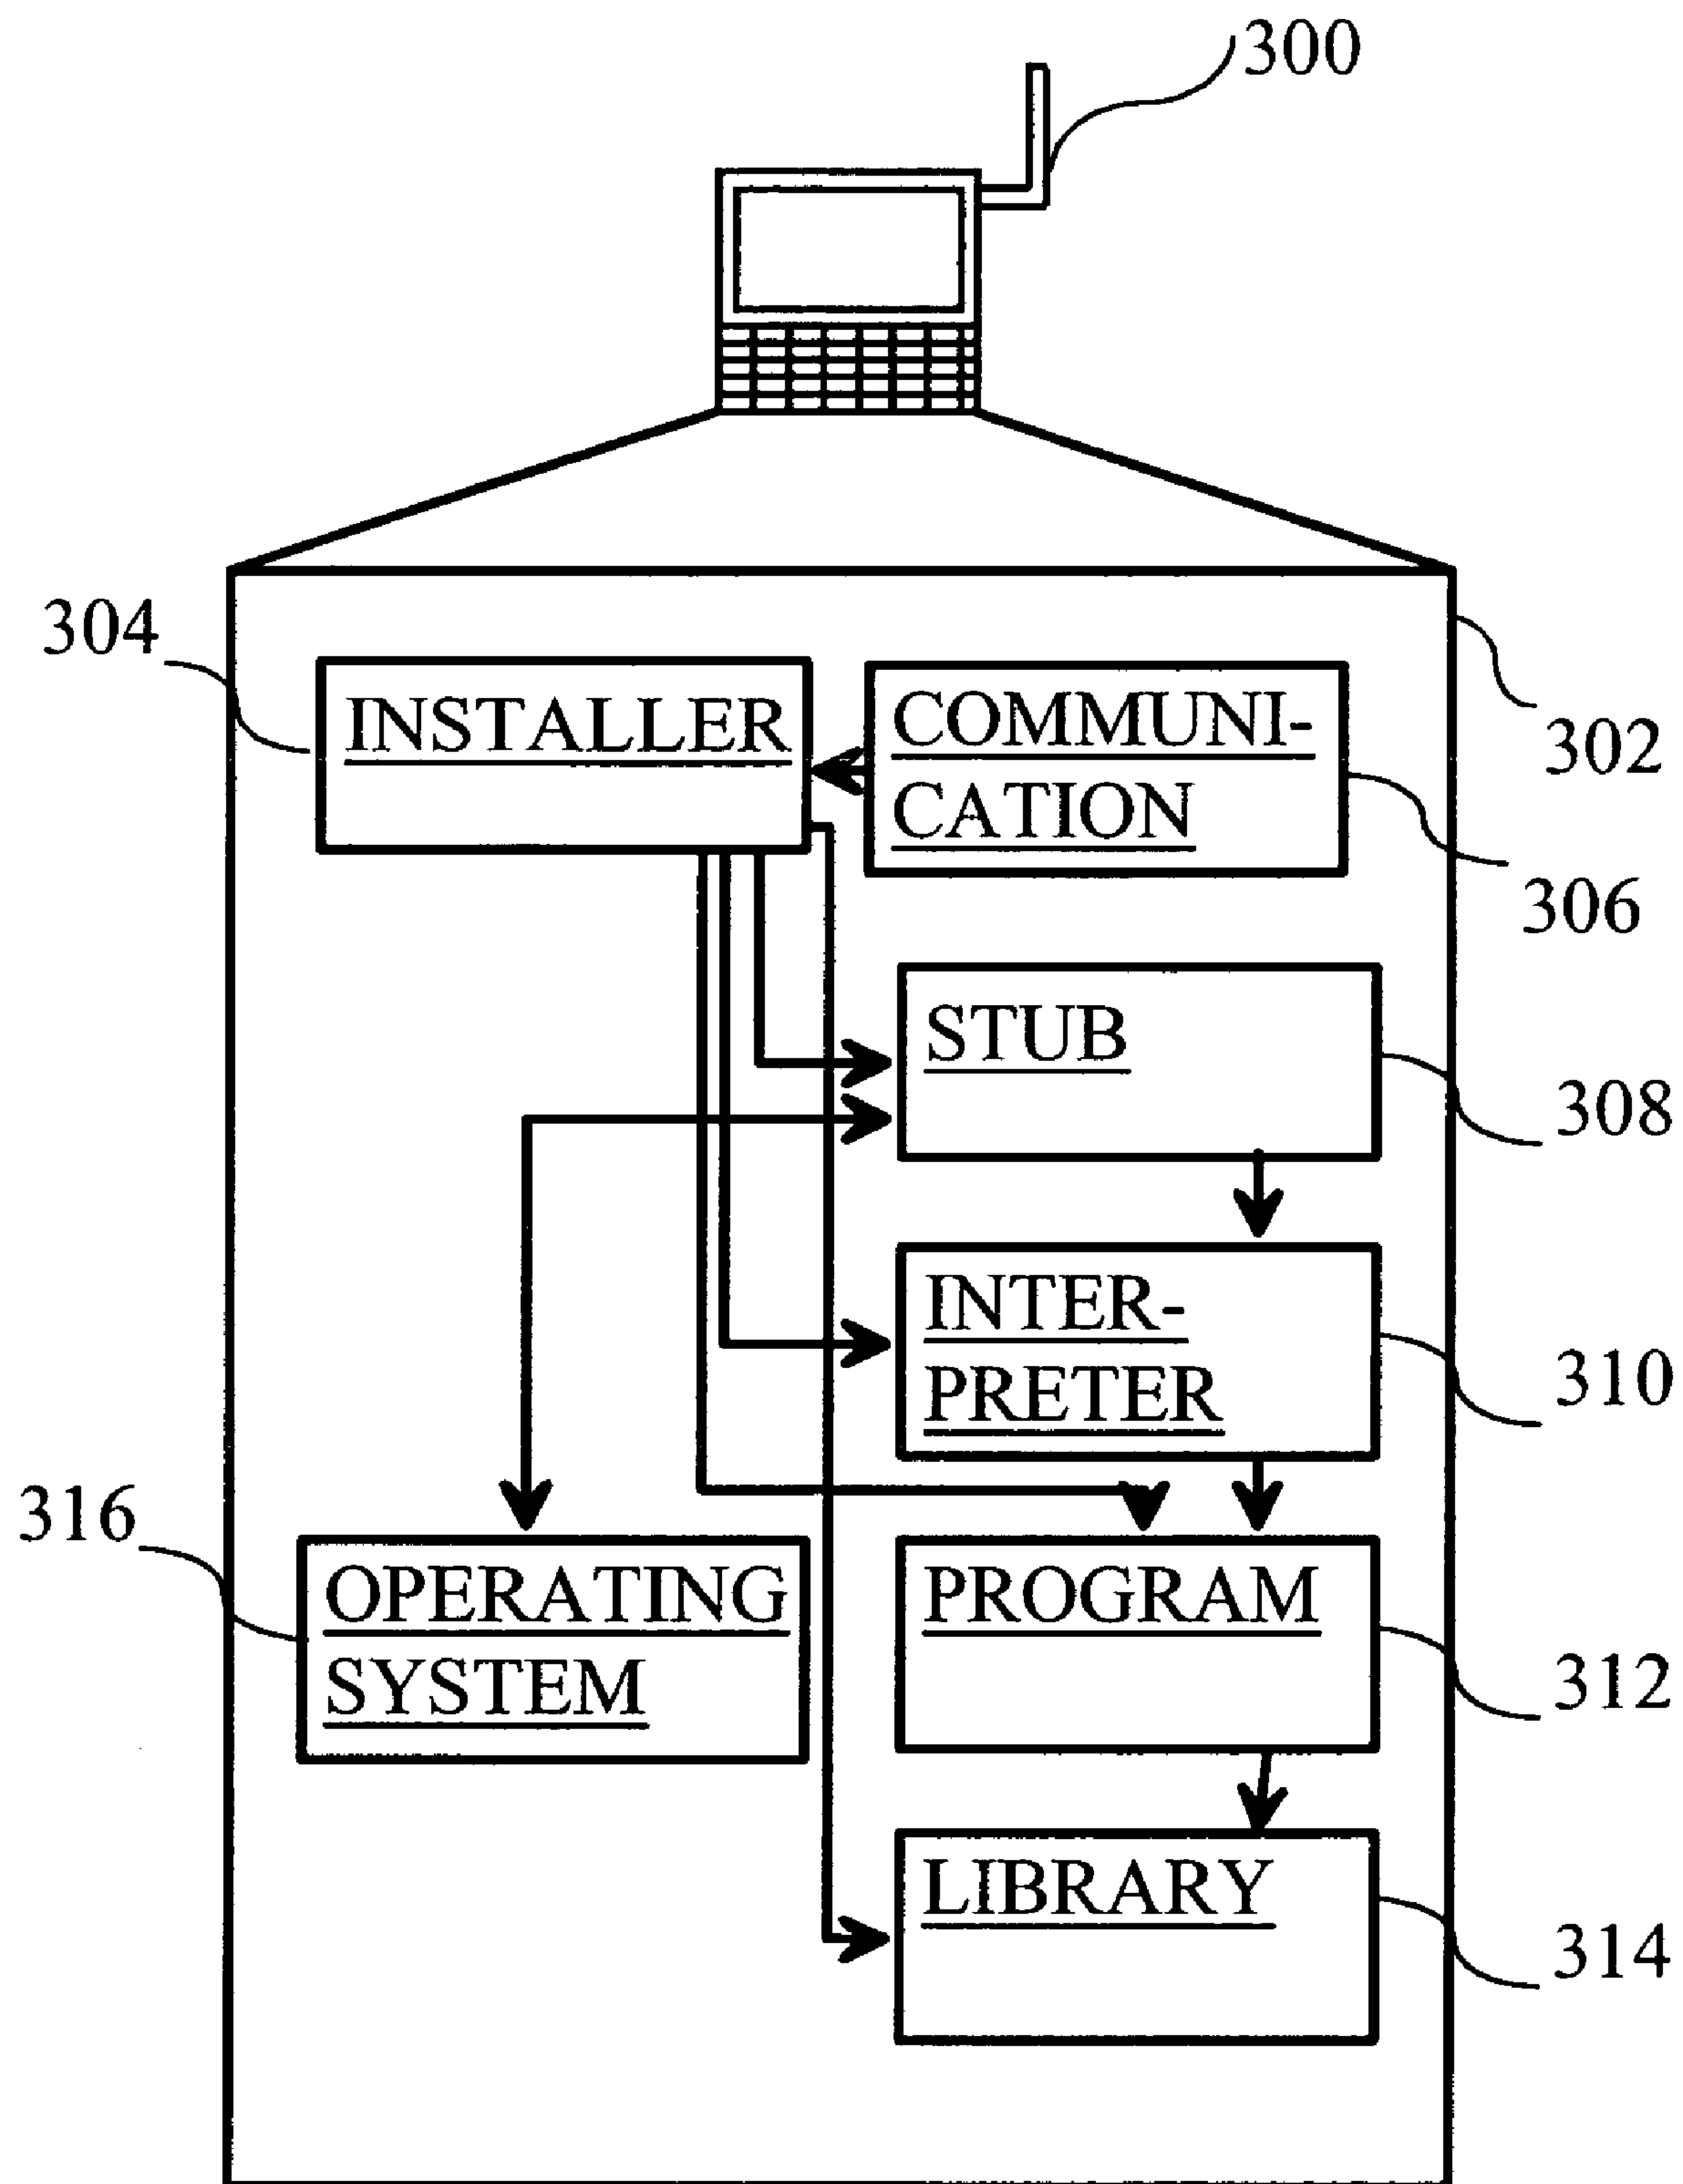 300
304
INSTALLER
COMMUNI-
CATION
302
306
STUB
308
INTER-
PRETER
310
316
OPERATING
SYSTEM
PROGRAM
312
LIBRARY
314